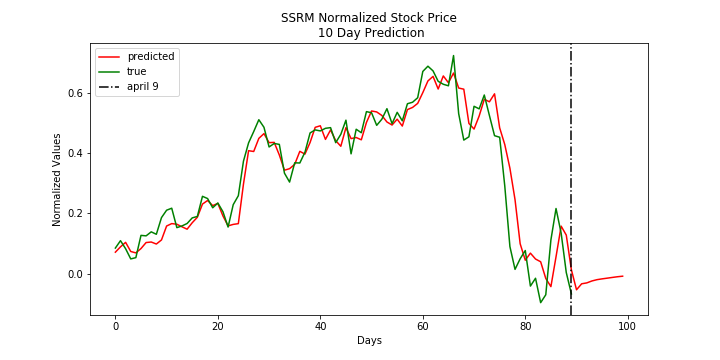 SSRM Normalized Stock Price
10 Day Prediction
predicted
true
april 9
Normalized Values
0.6
0.4
0.2
0.0
0
20
40
60
80
100
Days